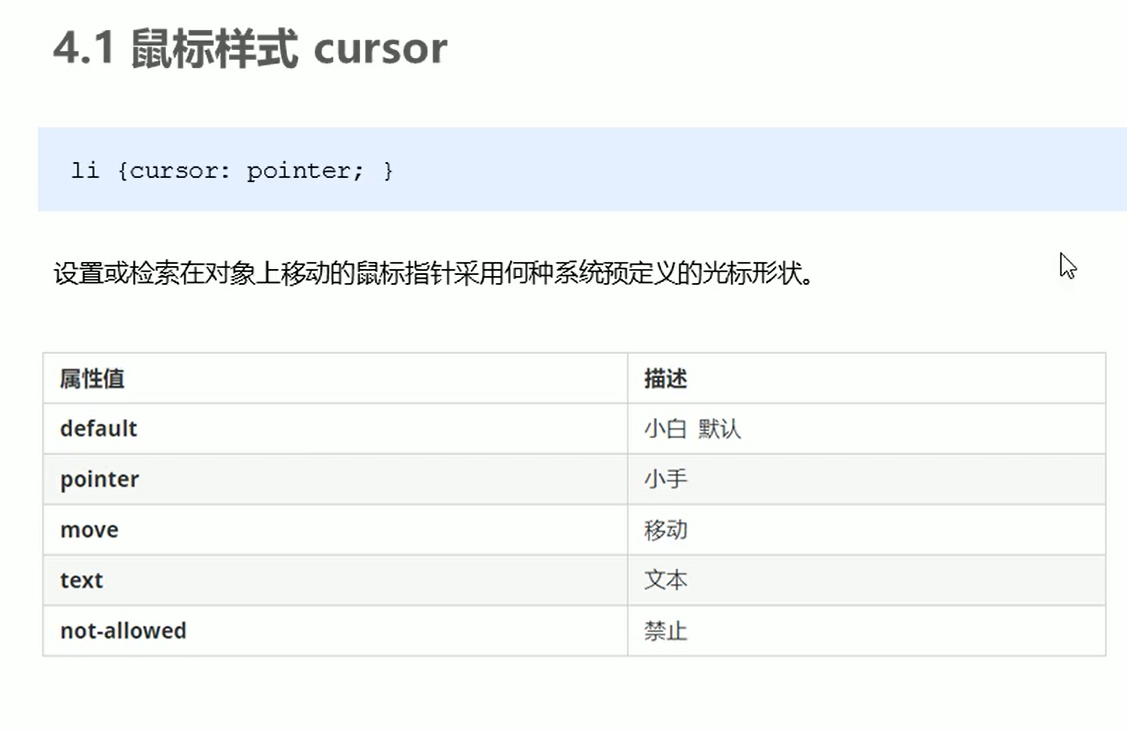 4.1 鼠标样式 cursor
li {cursor: pointer; }
设置或检索在对象上移动的鼠标指针采用何种系统预定义的光标形状。
属性值 描述
default 小白 默认
pointer 小手
move 移动
text 文本
not-allowed 禁止